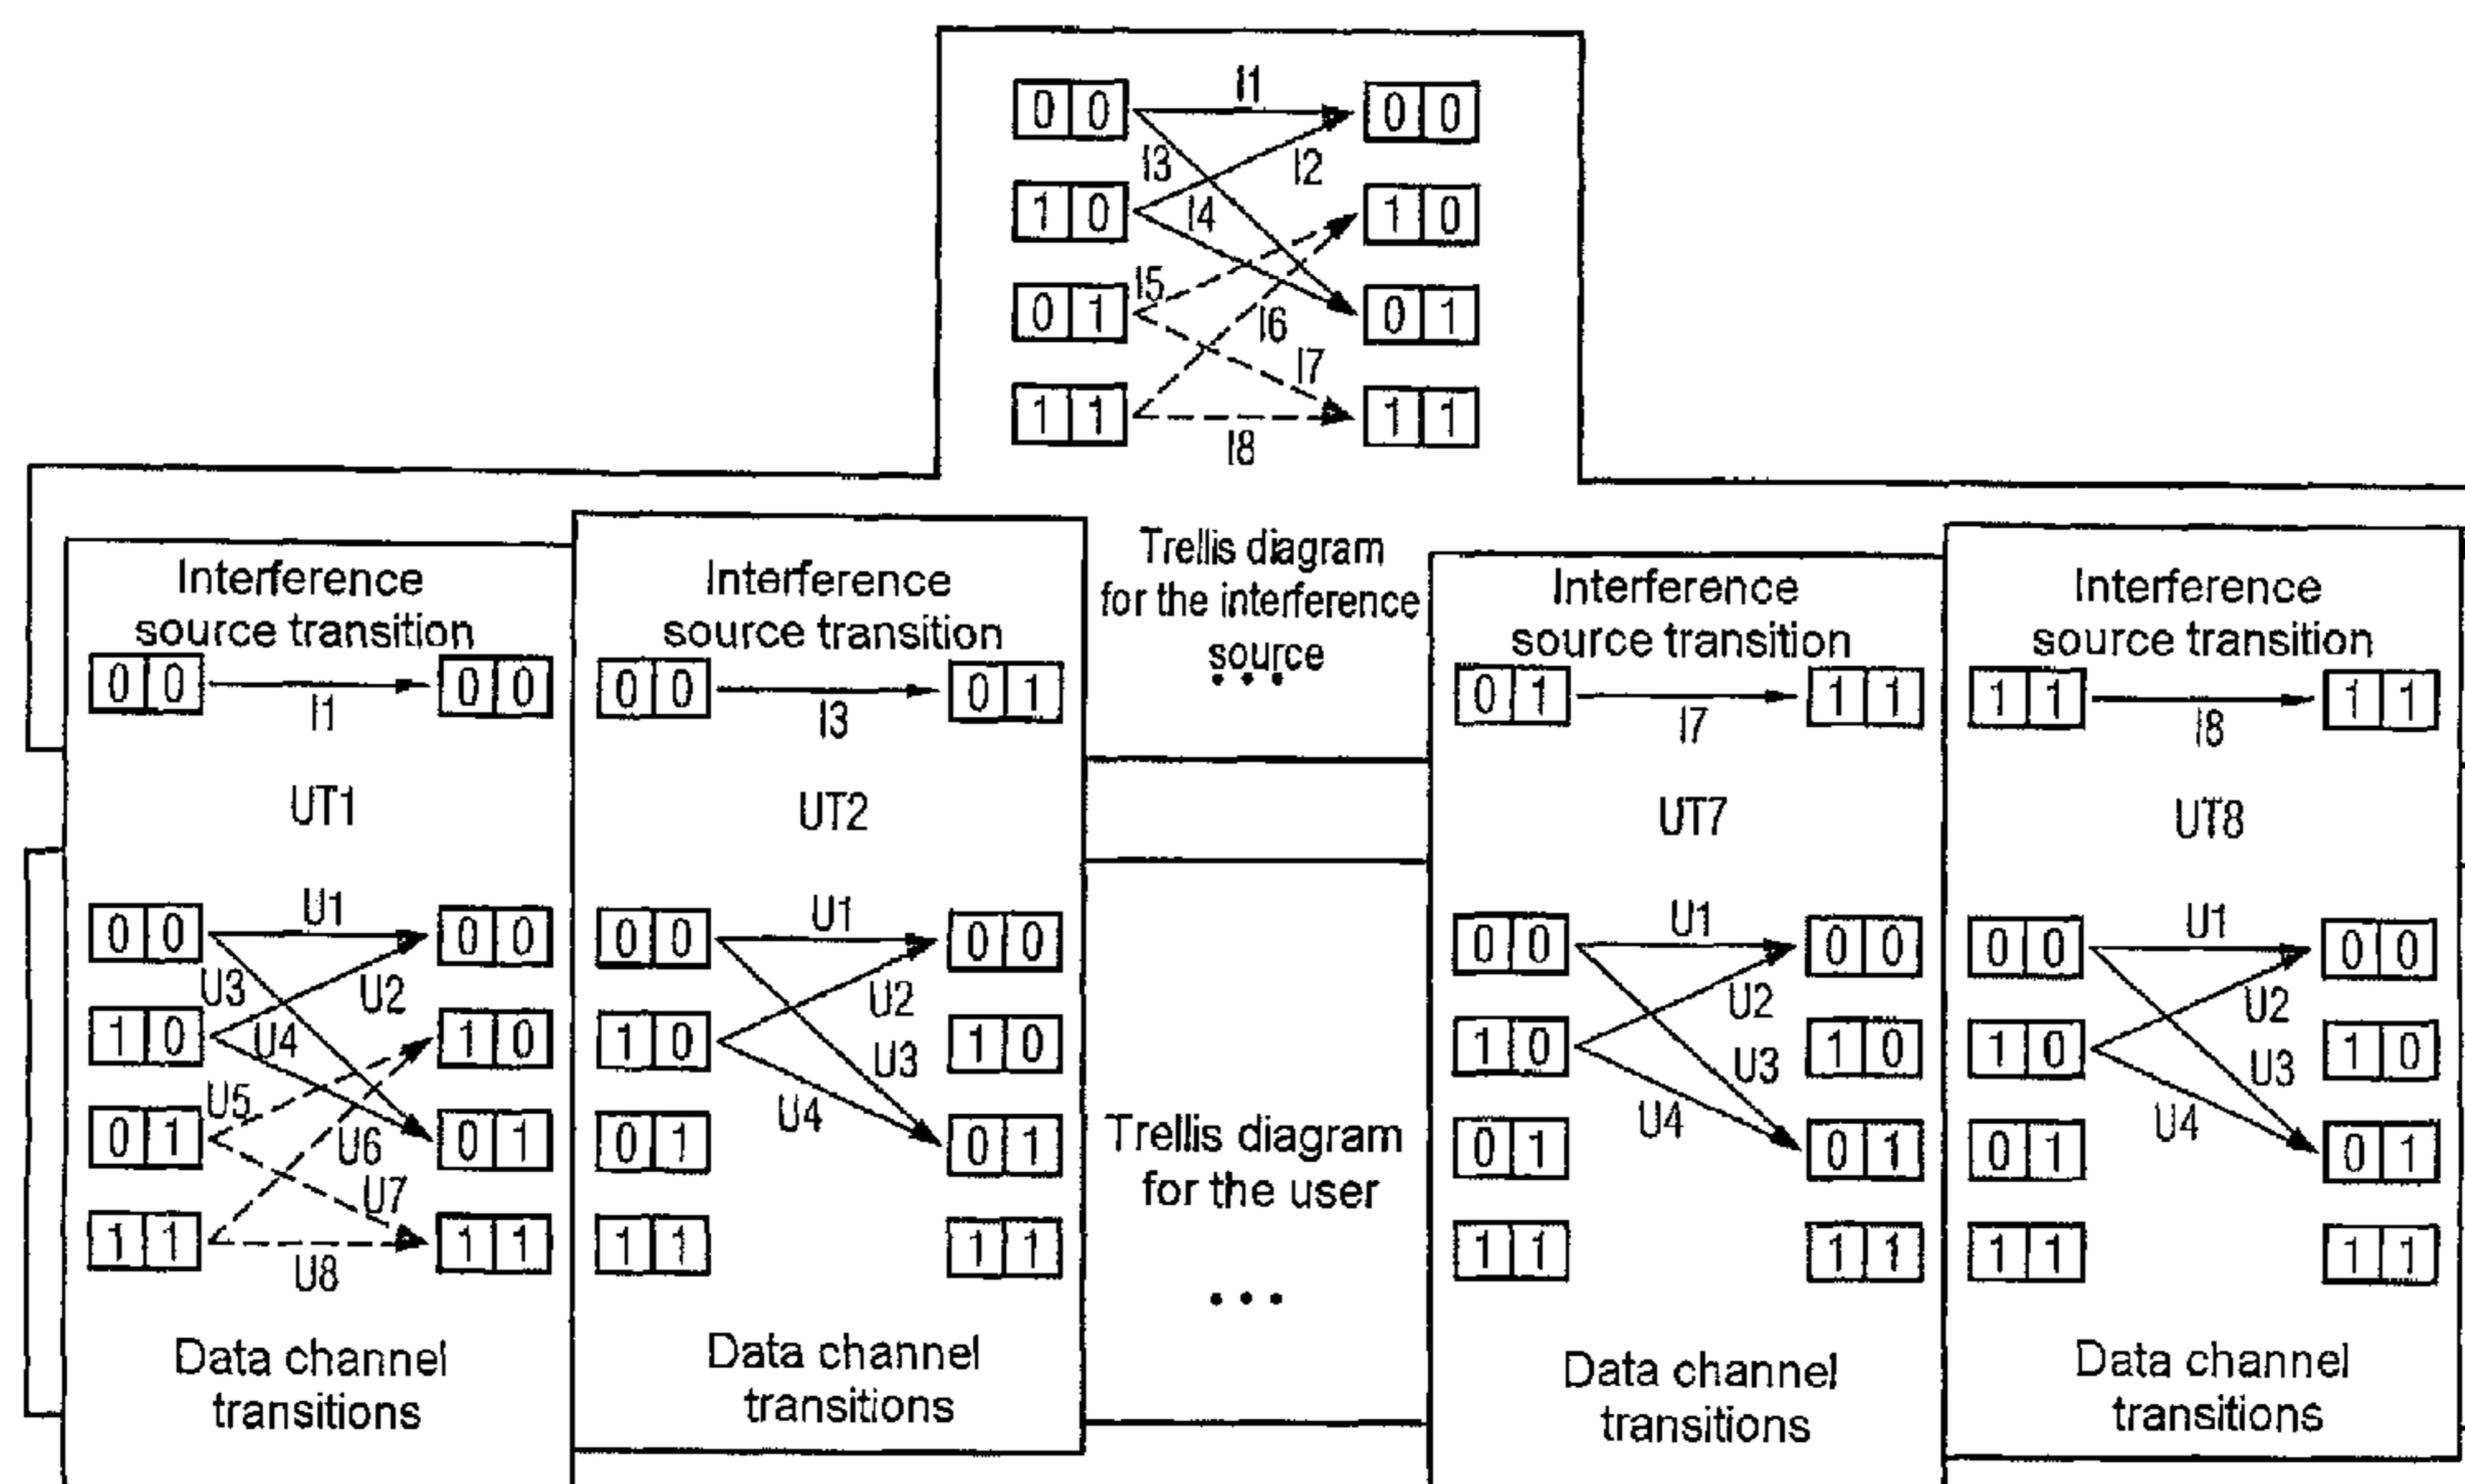 I1
0 0 0 0
I3 I2
1 0 I4 1 0
I5
0 1 I6 0 1
I7
1 1 1 1
I8
Trellis diagram
for the interference
source
• • •
Interference
source transition
0 0 0 0
I1
UT1
U1
0 0 0 0
U3 U2
1 0 U4 1 0
U5
0 1 U6 0 1
U7
1 1 1 1
U8
Data channel
transitions
Interference
source transition
0 0 0 1
I3
UT2
U1
0 0 0 0
U2
1 0 1 0
U3
U4
0 1 0 1
1 1 1 1
Data channel
transitions
Trellis diagram
for the user
• • •
Interference
source transition
0 1 1 1
I7
UT7
U1
0 0 0 0
U2
1 0 1 0
U3
U4
0 1 0 1
1 1 1 1
Data channel
transitions
Interference
source transition
1 1 1 1
I8
UT8
U1
0 0 0 0
U2
1 0 1 0
U3
U4
0 1 0 1
1 1 1 1
Data channel
transitions